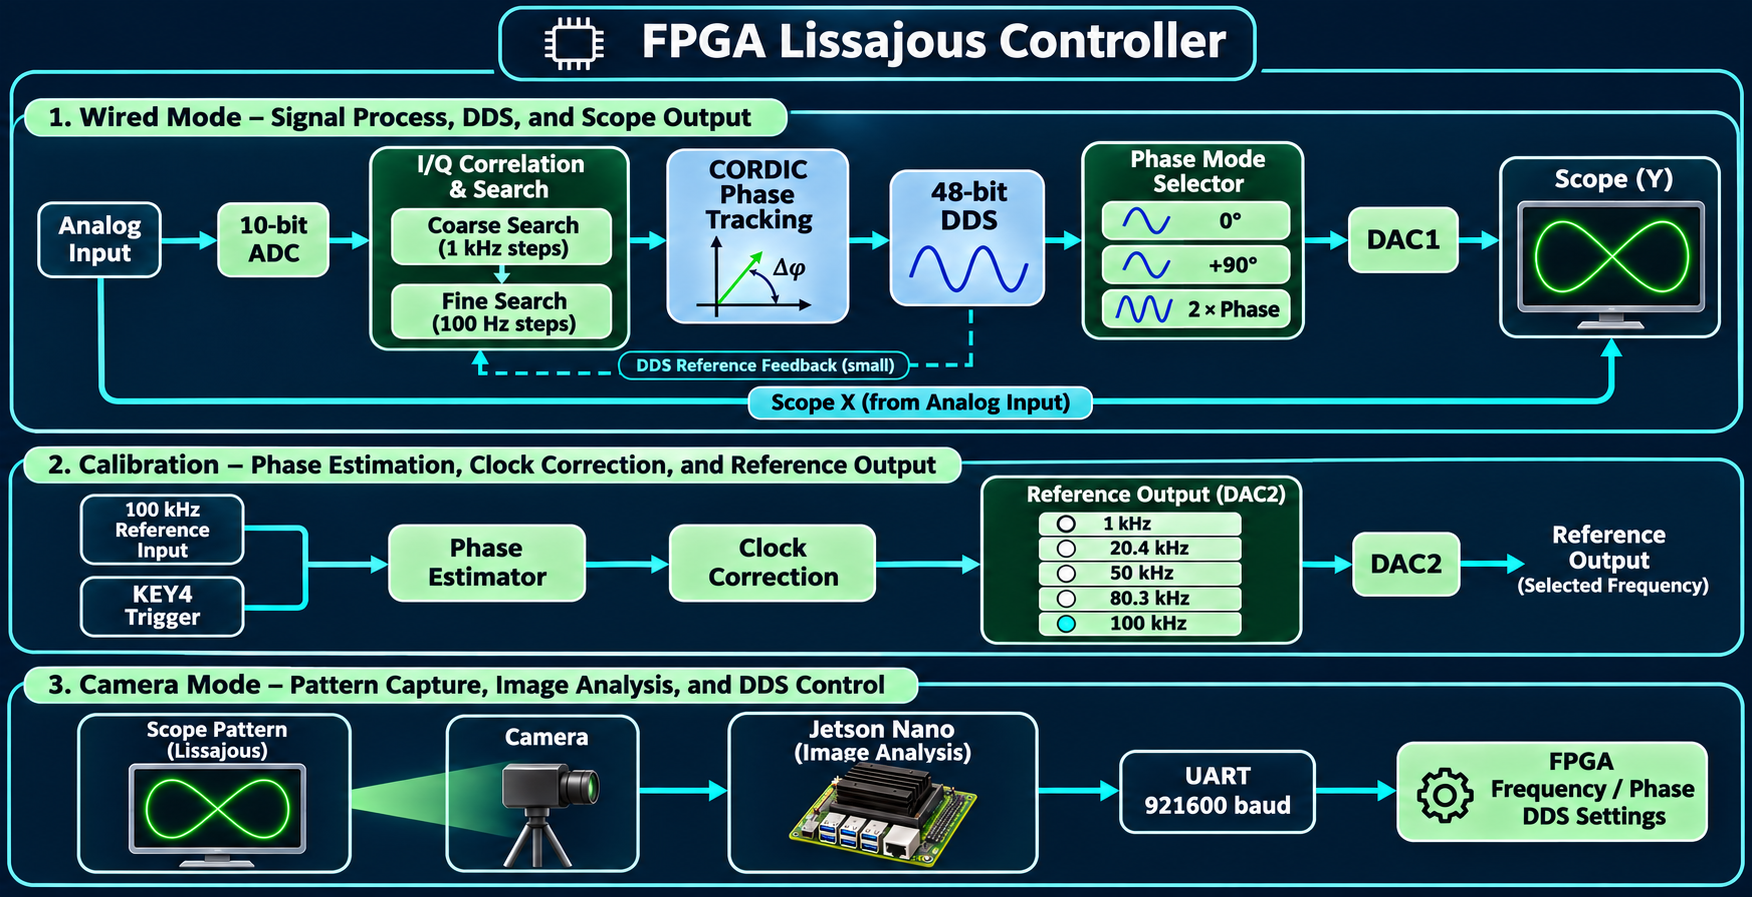 FPGA Lissajous Controller
1. Wired Mode – Signal Process, DDS, and Scope Output
Analog
Input
10-bit
ADC
I/Q Correlation
& Search
Coarse Search
(1 kHz steps)
Fine Search
(100 Hz steps)
CORDIC
Phase
Tracking
Δφ
48-bit
DDS
Phase Mode
Selector
0°
+90°
2 × Phase
DAC1
Scope (Y)
DDS Reference Feedback (small)
Scope X (from Analog Input)
2. Calibration – Phase Estimation, Clock Correction, and Reference Output
100 kHz
Reference
Input
KEY4
Trigger
Phase
Estimator
Clock
Correction
Reference Output (DAC2)
1 kHz
20.4 kHz
50 kHz
80.3 kHz
100 kHz
DAC2
Reference
Output
(Selected Frequency)
3. Camera Mode – Pattern Capture, Image Analysis, and DDS Control
Scope Pattern
(Lissajous)
Camera
Jetson Nano
(Image Analysis)
UART
921600 baud
FPGA
Frequency / Phase
DDS Settings